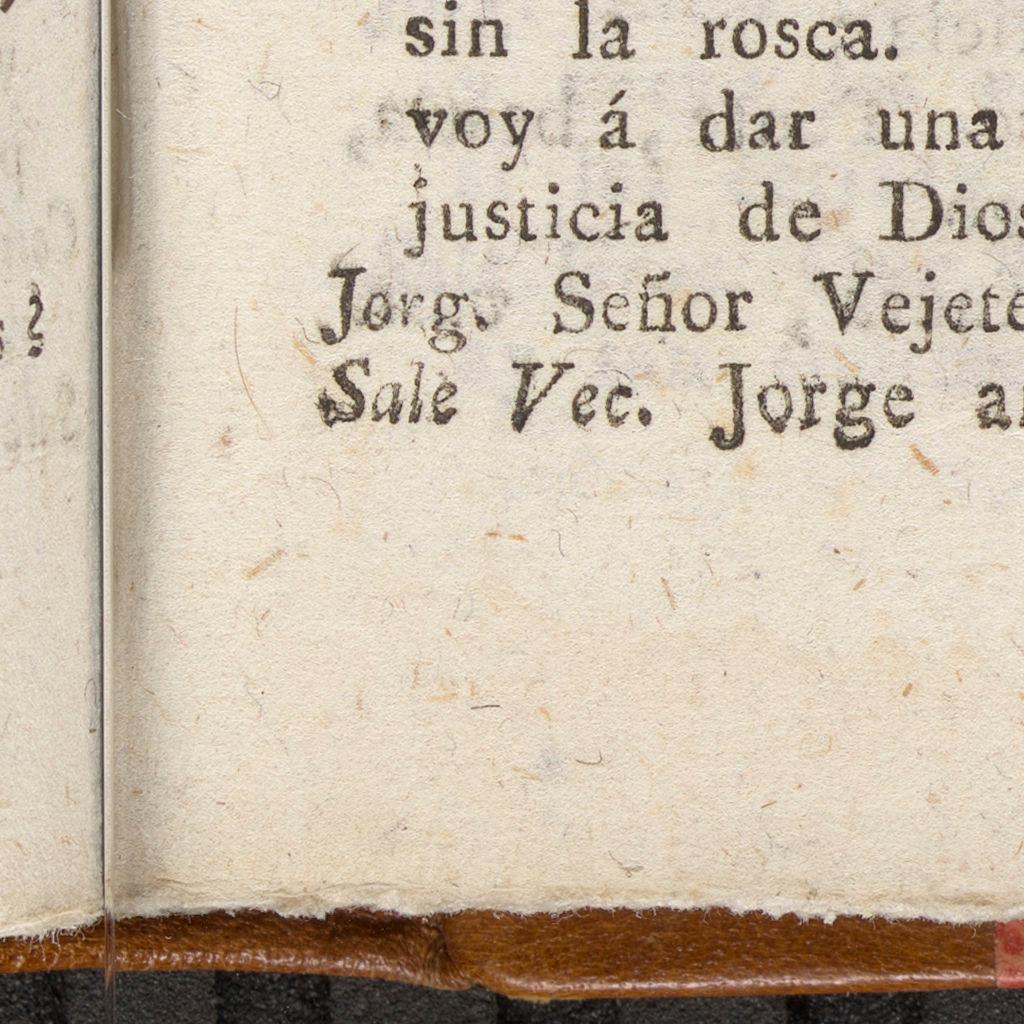 sin la rosca.
voy á dar una
justicia de Dios
Jorg. Señor Vejete
Sale Vec. Jorge